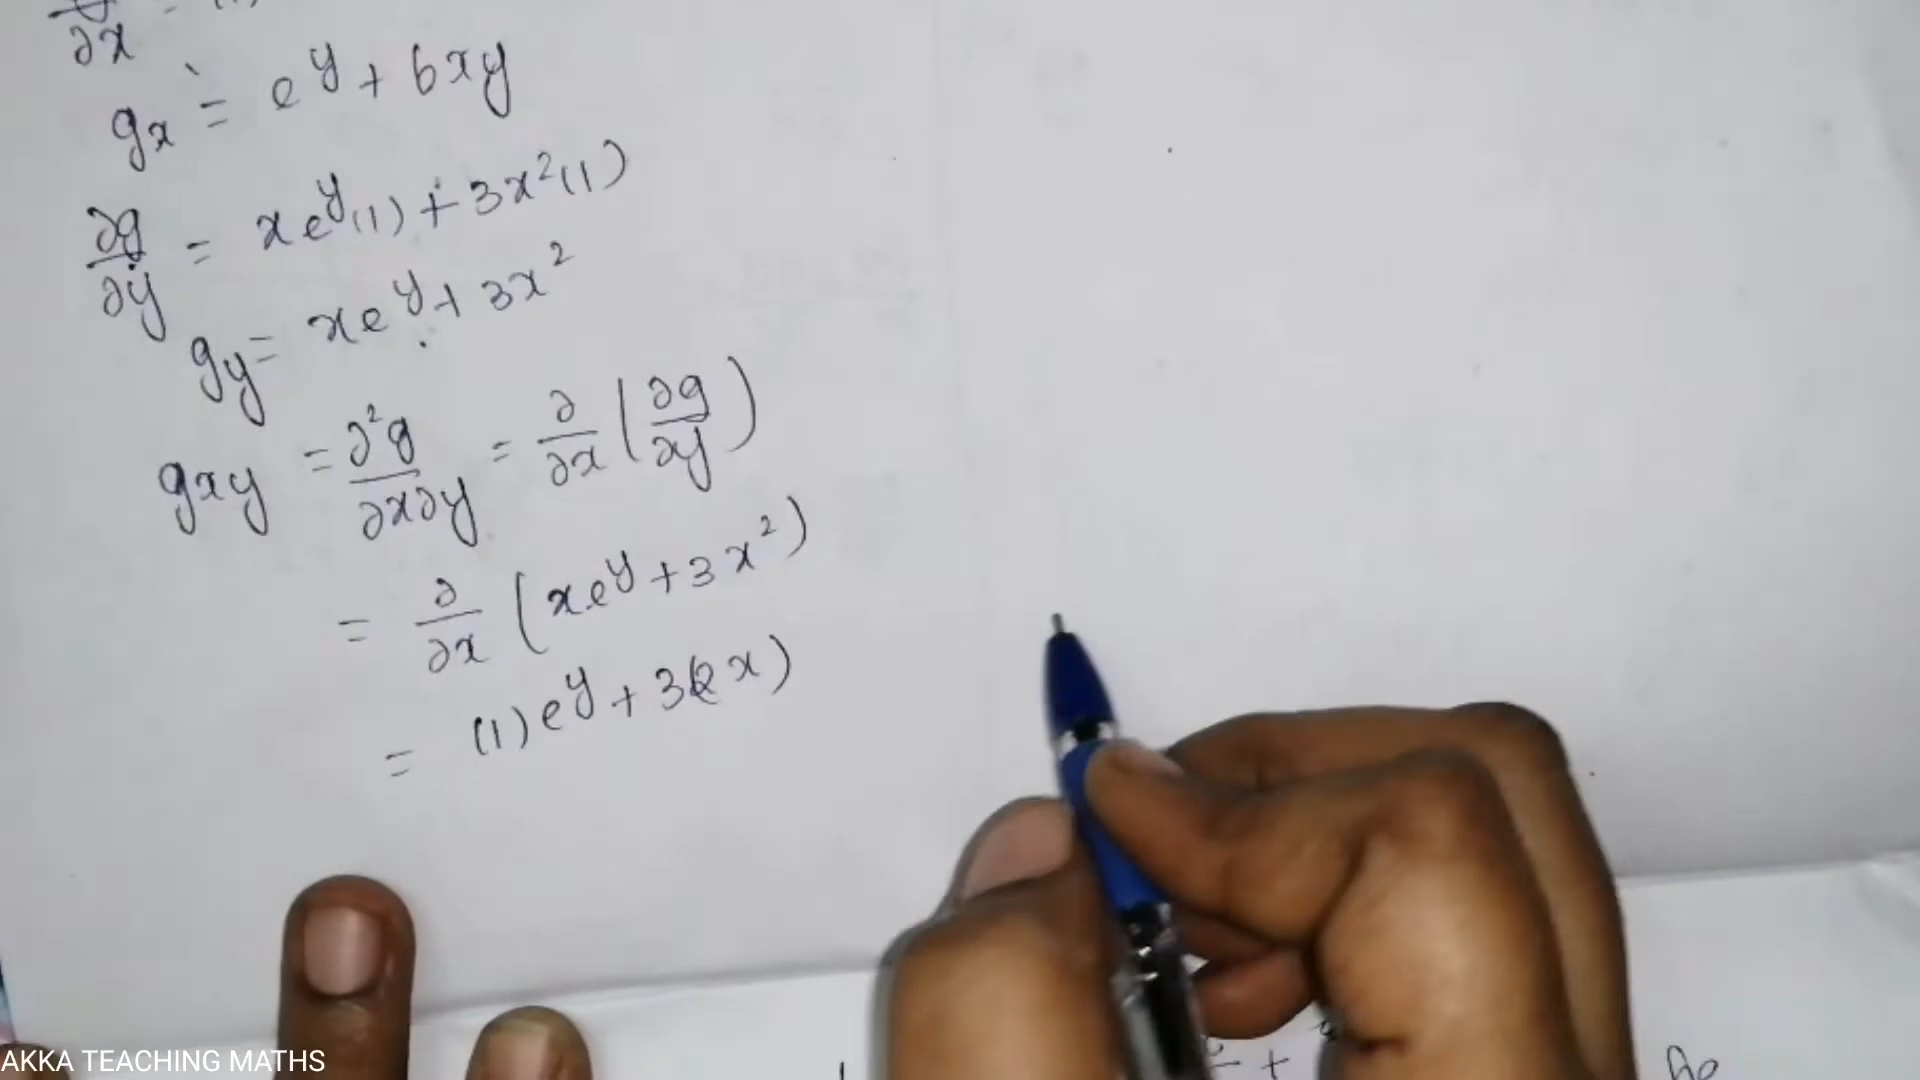 ∂x
gx = e^y + 6xy
∂g/∂y = xe^y(1) + 3x²(1)
gy = xe^y + 3x²
gxy = ∂²g/∂x∂y = ∂/∂x (∂g/∂y)
= ∂/∂x (xe^y + 3x²)
= (1)e^y + 3(2x)
AKKA TEACHING MATHS